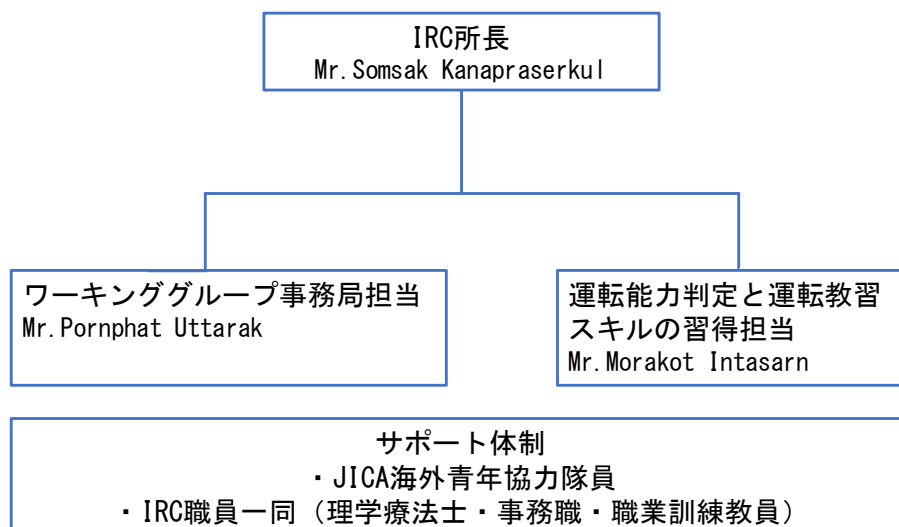 IRC所長
Mr.Somsak Kanapraserkul
ワーキンググループ事務局担当
Mr.Pornphat Uttarak
運転能力判定と運転教習
スキルの習得担当
Mr.Morakot Intasarn
サポート体制
・JICA海外青年協力隊員
・IRC職員一同（理学療法士・事務職・職業訓練教員）